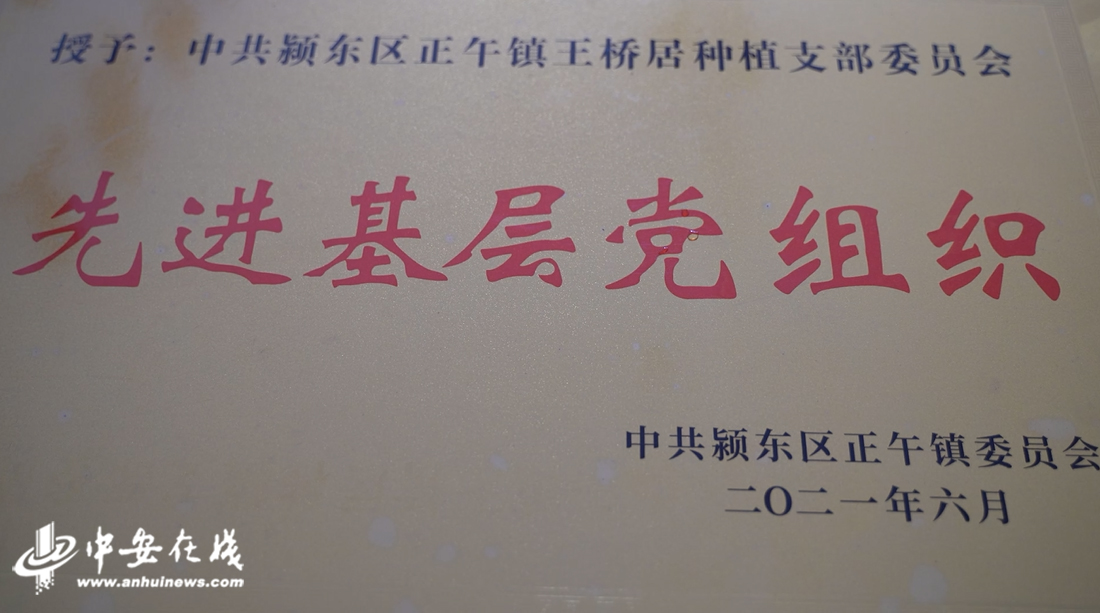 授予：中共颍东区正午镇王桥居种植支部委员会
先进基层党组织
中共颍东区正午镇委员会
二〇二一年六月
中安在线
www.anhuinews.com